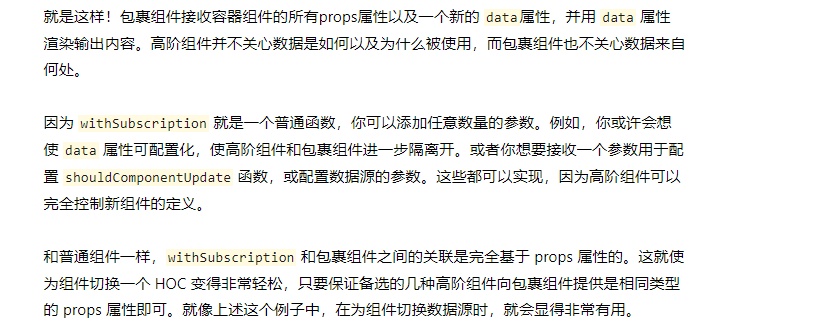 就是这样！包裹组件接收容器组件的所有props属性以及一个新的 data属性，并用 data 属性
渲染输出内容。高阶组件并不关心数据是如何以及为什么被使用，而包裹组件也不关心数据来自
何处。
因为 withSubscription 就是一个普通函数，你可以添加任意数量的参数。例如，你或许会想
使 data 属性可配置化，使高阶组件和包裹组件进一步隔离开。或者你想要接收一个参数用于配
置 shouldComponentUpdate 函数，或配置数据源的参数。这些都可以实现，因为高阶组件可以
完全控制新组件的定义。
和普通组件一样，withSubscription 和包裹组件之间的关联是完全基于 props 属性的。这就使
为组件切换一个 HOC 变得非常轻松，只要保证备选的几种高阶组件向包裹组件提供是相同类型
的 props 属性即可。就像上述这个例子中，在为组件切换数据源时，就会显得非常有用。